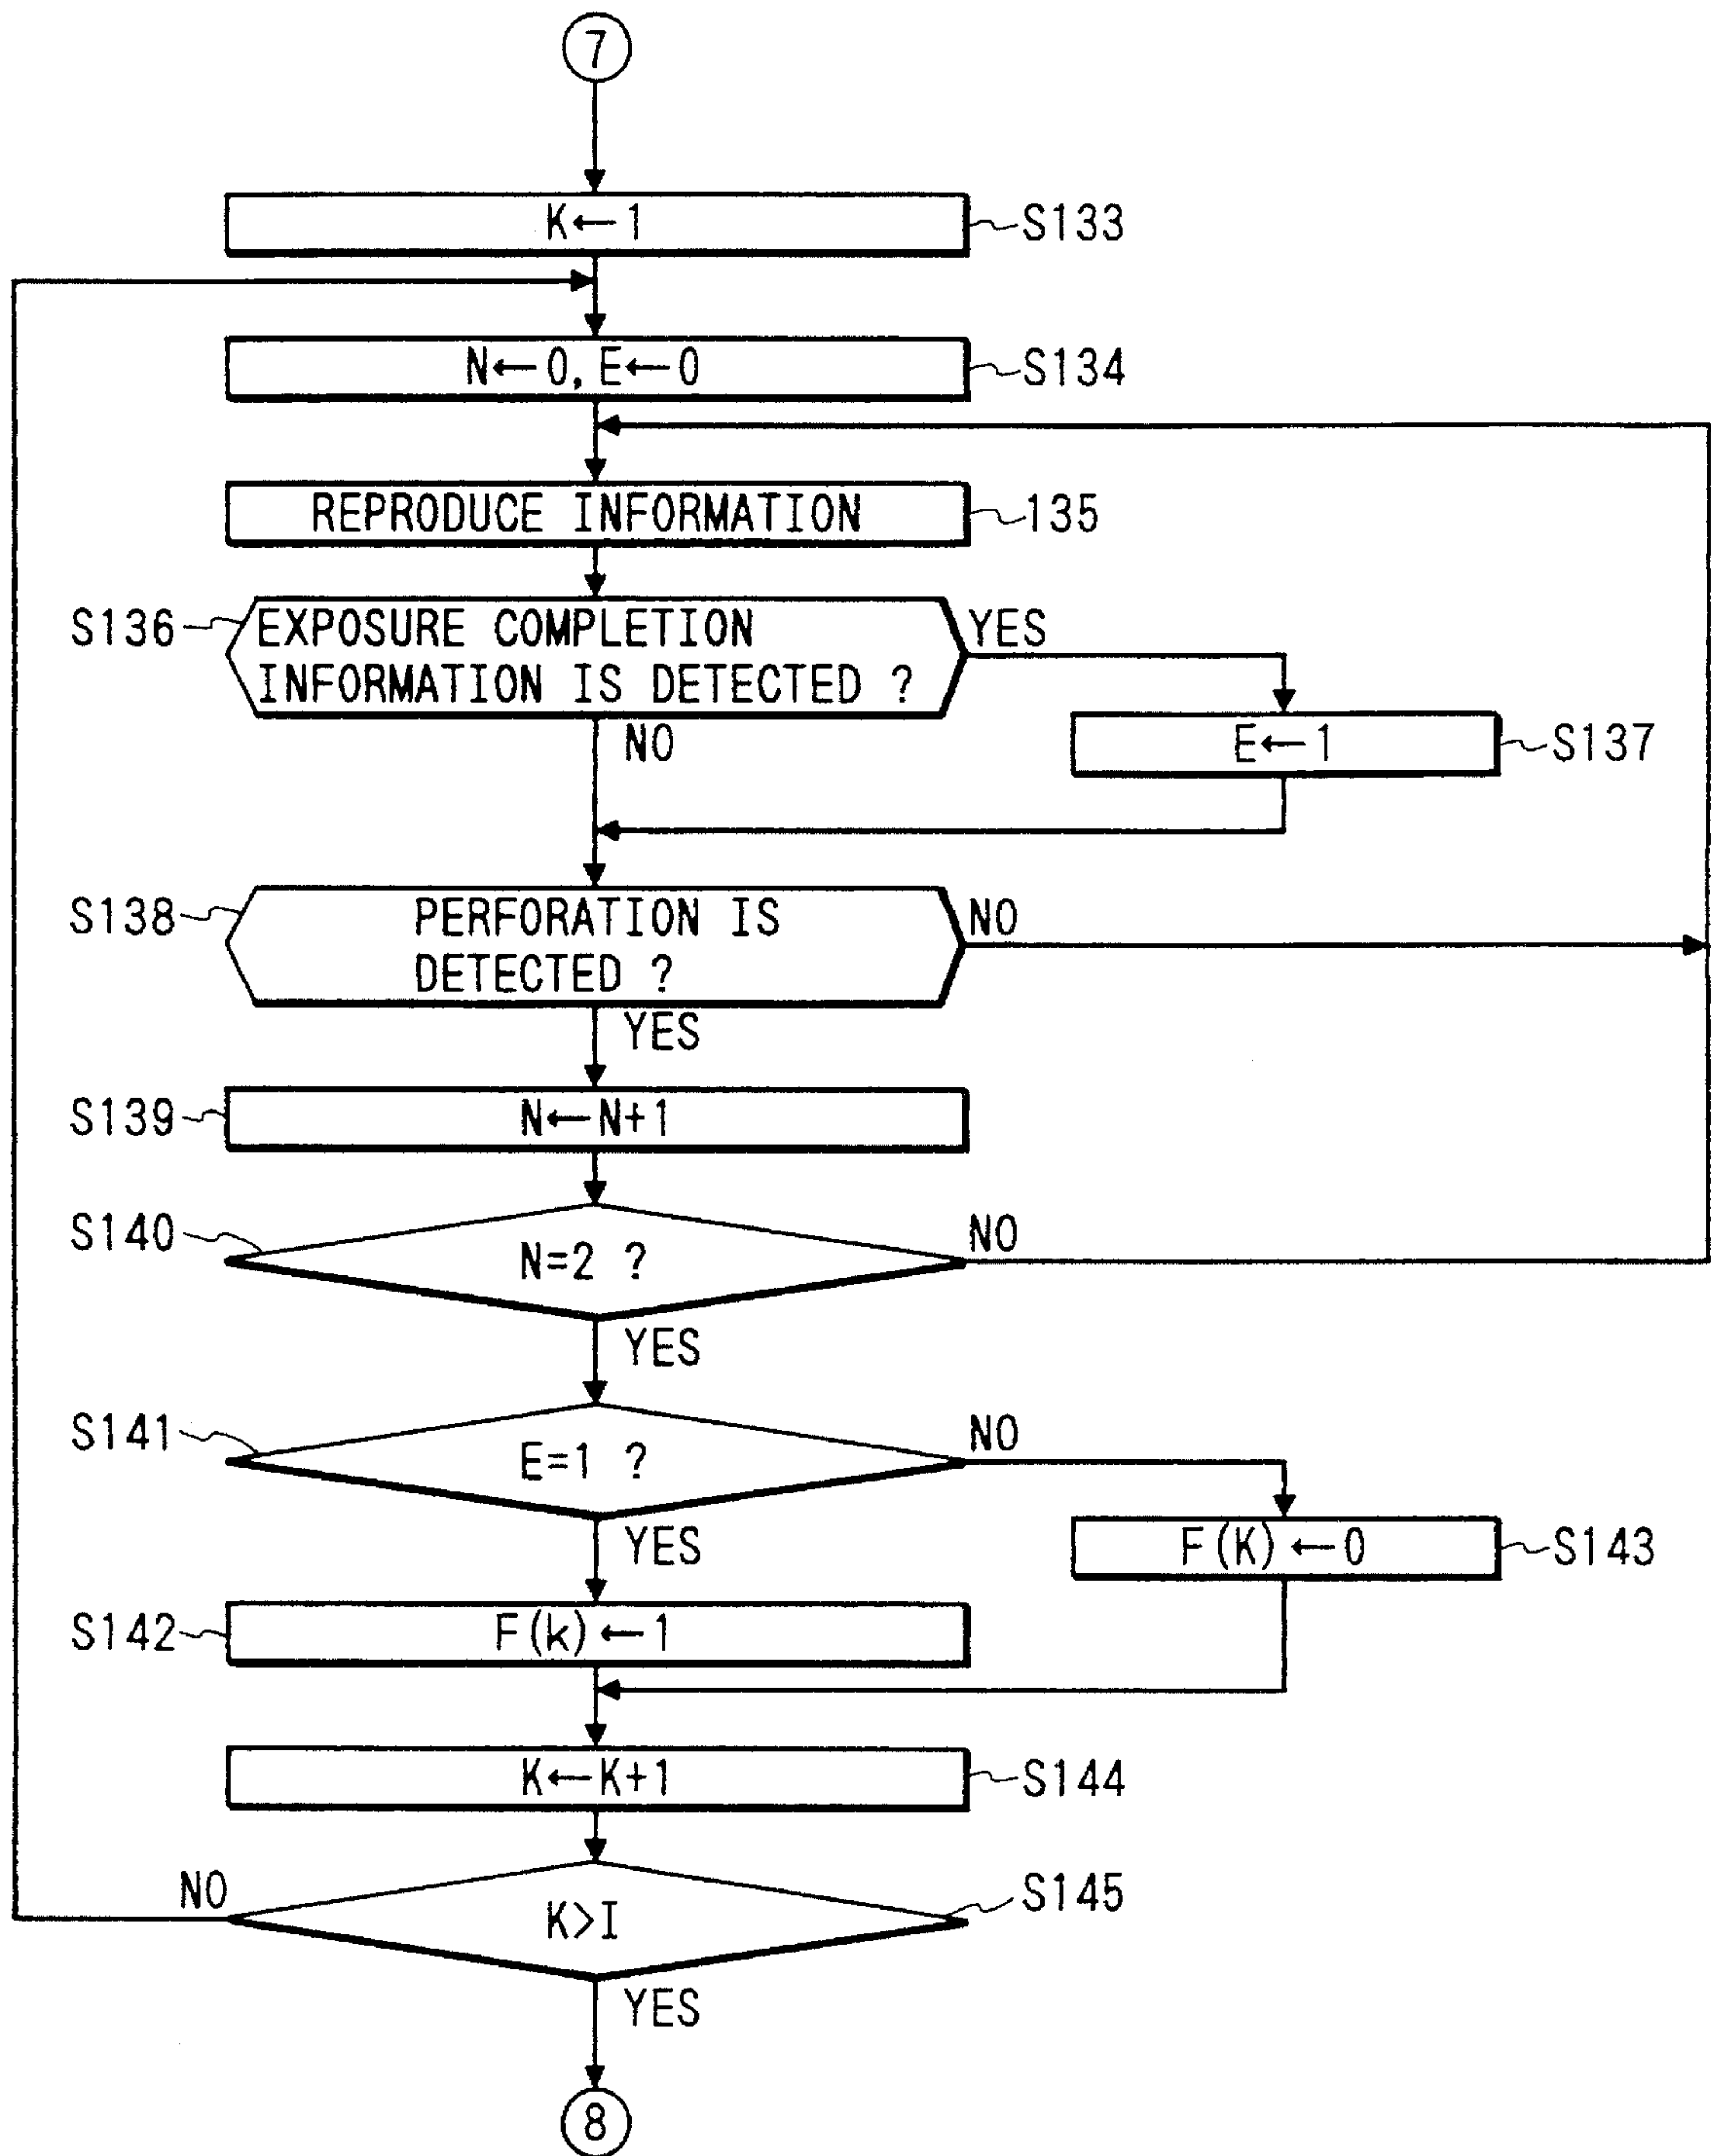 7
K←1
S133
N←0, E←0
S134
REPRODUCE INFORMATION
135
S136
EXPOSURE COMPLETION
INFORMATION IS DETECTED ?
YES
NO
E←1
S137
S138
PERFORATION IS
DETECTED ?
NO
YES
S139
N←N+1
S140
N=2 ?
NO
YES
S141
E=1 ?
NO
YES
F(K)←0
S143
S142
F(k)←1
K←K+1
S144
NO
K>I
S145
YES
8